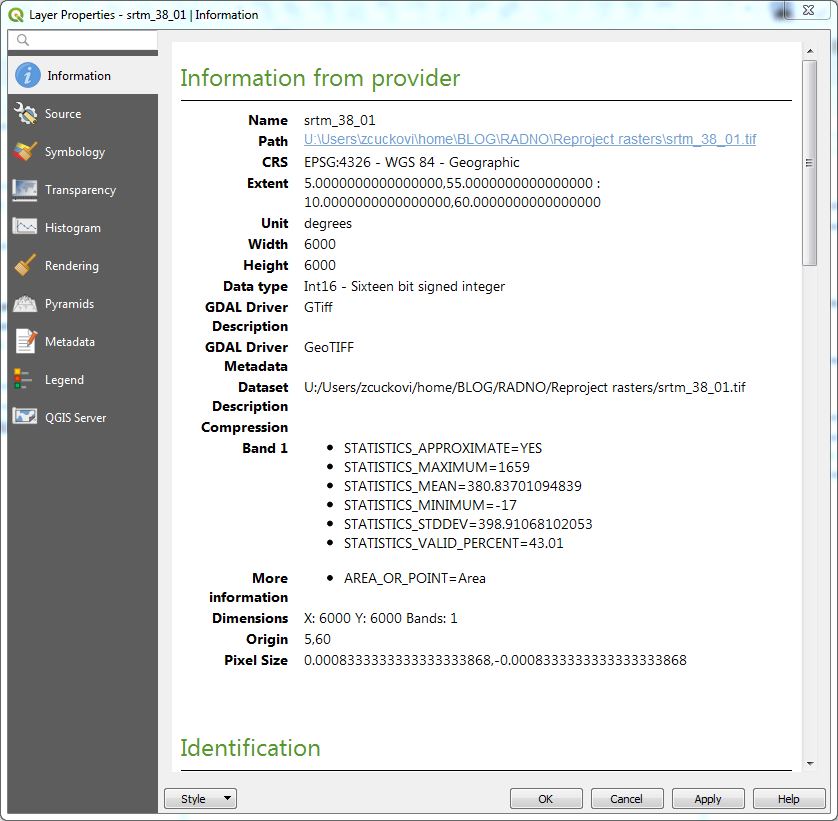 Layer Properties - srtm_38_01 | Information
Information
Source
Symbology
Transparency
Histogram
Rendering
Pyramids
Metadata
Legend
QGIS Server
Information from provider
Name srtm_38_01
Path U:\Users\zcuckovi\home\BLOG\RADNO\Reproject rasters\srtm_38_01.tif
CRS EPSG:4326 - WGS 84 - Geographic
Extent 5.0000000000000000,55.0000000000000000 :
10.0000000000000000,60.0000000000000000
Unit degrees
Width 6000
Height 6000
Data type Int16 - Sixteen bit signed integer
GDAL Driver GTiff
Description
GDAL Driver GeoTIFF
Metadata
Dataset U:/Users/zcuckovi/home/BLOG/RADNO/Reproject rasters/srtm_38_01.tif
Description
Compression
Band 1 • STATISTICS_APPROXIMATE=YES
• STATISTICS_MAXIMUM=1659
• STATISTICS_MEAN=380.83701094839
• STATISTICS_MINIMUM=-17
• STATISTICS_STDDEV=398.91068102053
• STATISTICS_VALID_PERCENT=43.01
More • AREA_OR_POINT=Area
information
Dimensions X: 6000 Y: 6000 Bands: 1
Origin 5,60
Pixel Size 0.0008333333333333333868,-0.0008333333333333333868
Identification
Style OK Cancel Apply Help